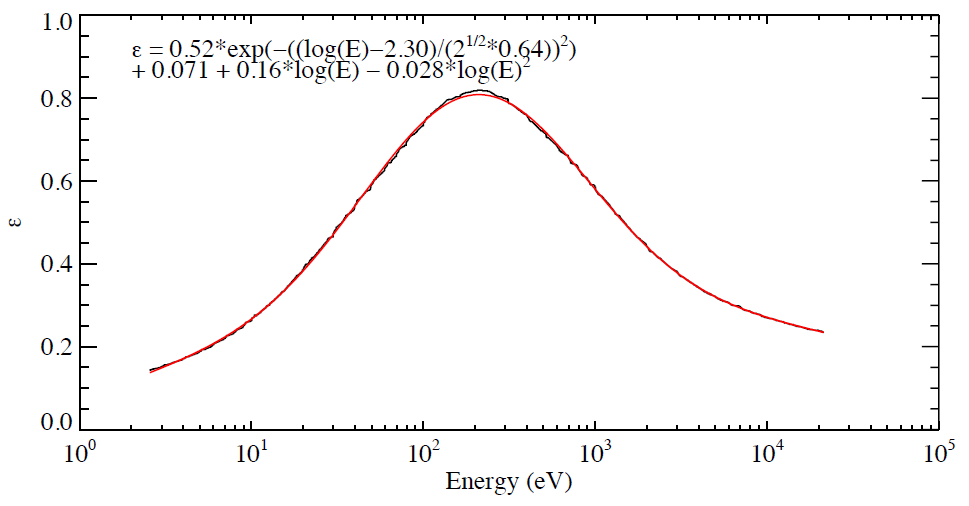 1.0
ε = 0.52*exp(−((log(E)−2.30)/(2^1/2*0.64))^2)
+ 0.071 + 0.16*log(E) − 0.028*log(E)^2
0.8
0.6
ε
0.4
0.2
0.0
10^0 10^1 10^2 10^3 10^4 10^5
Energy (eV)